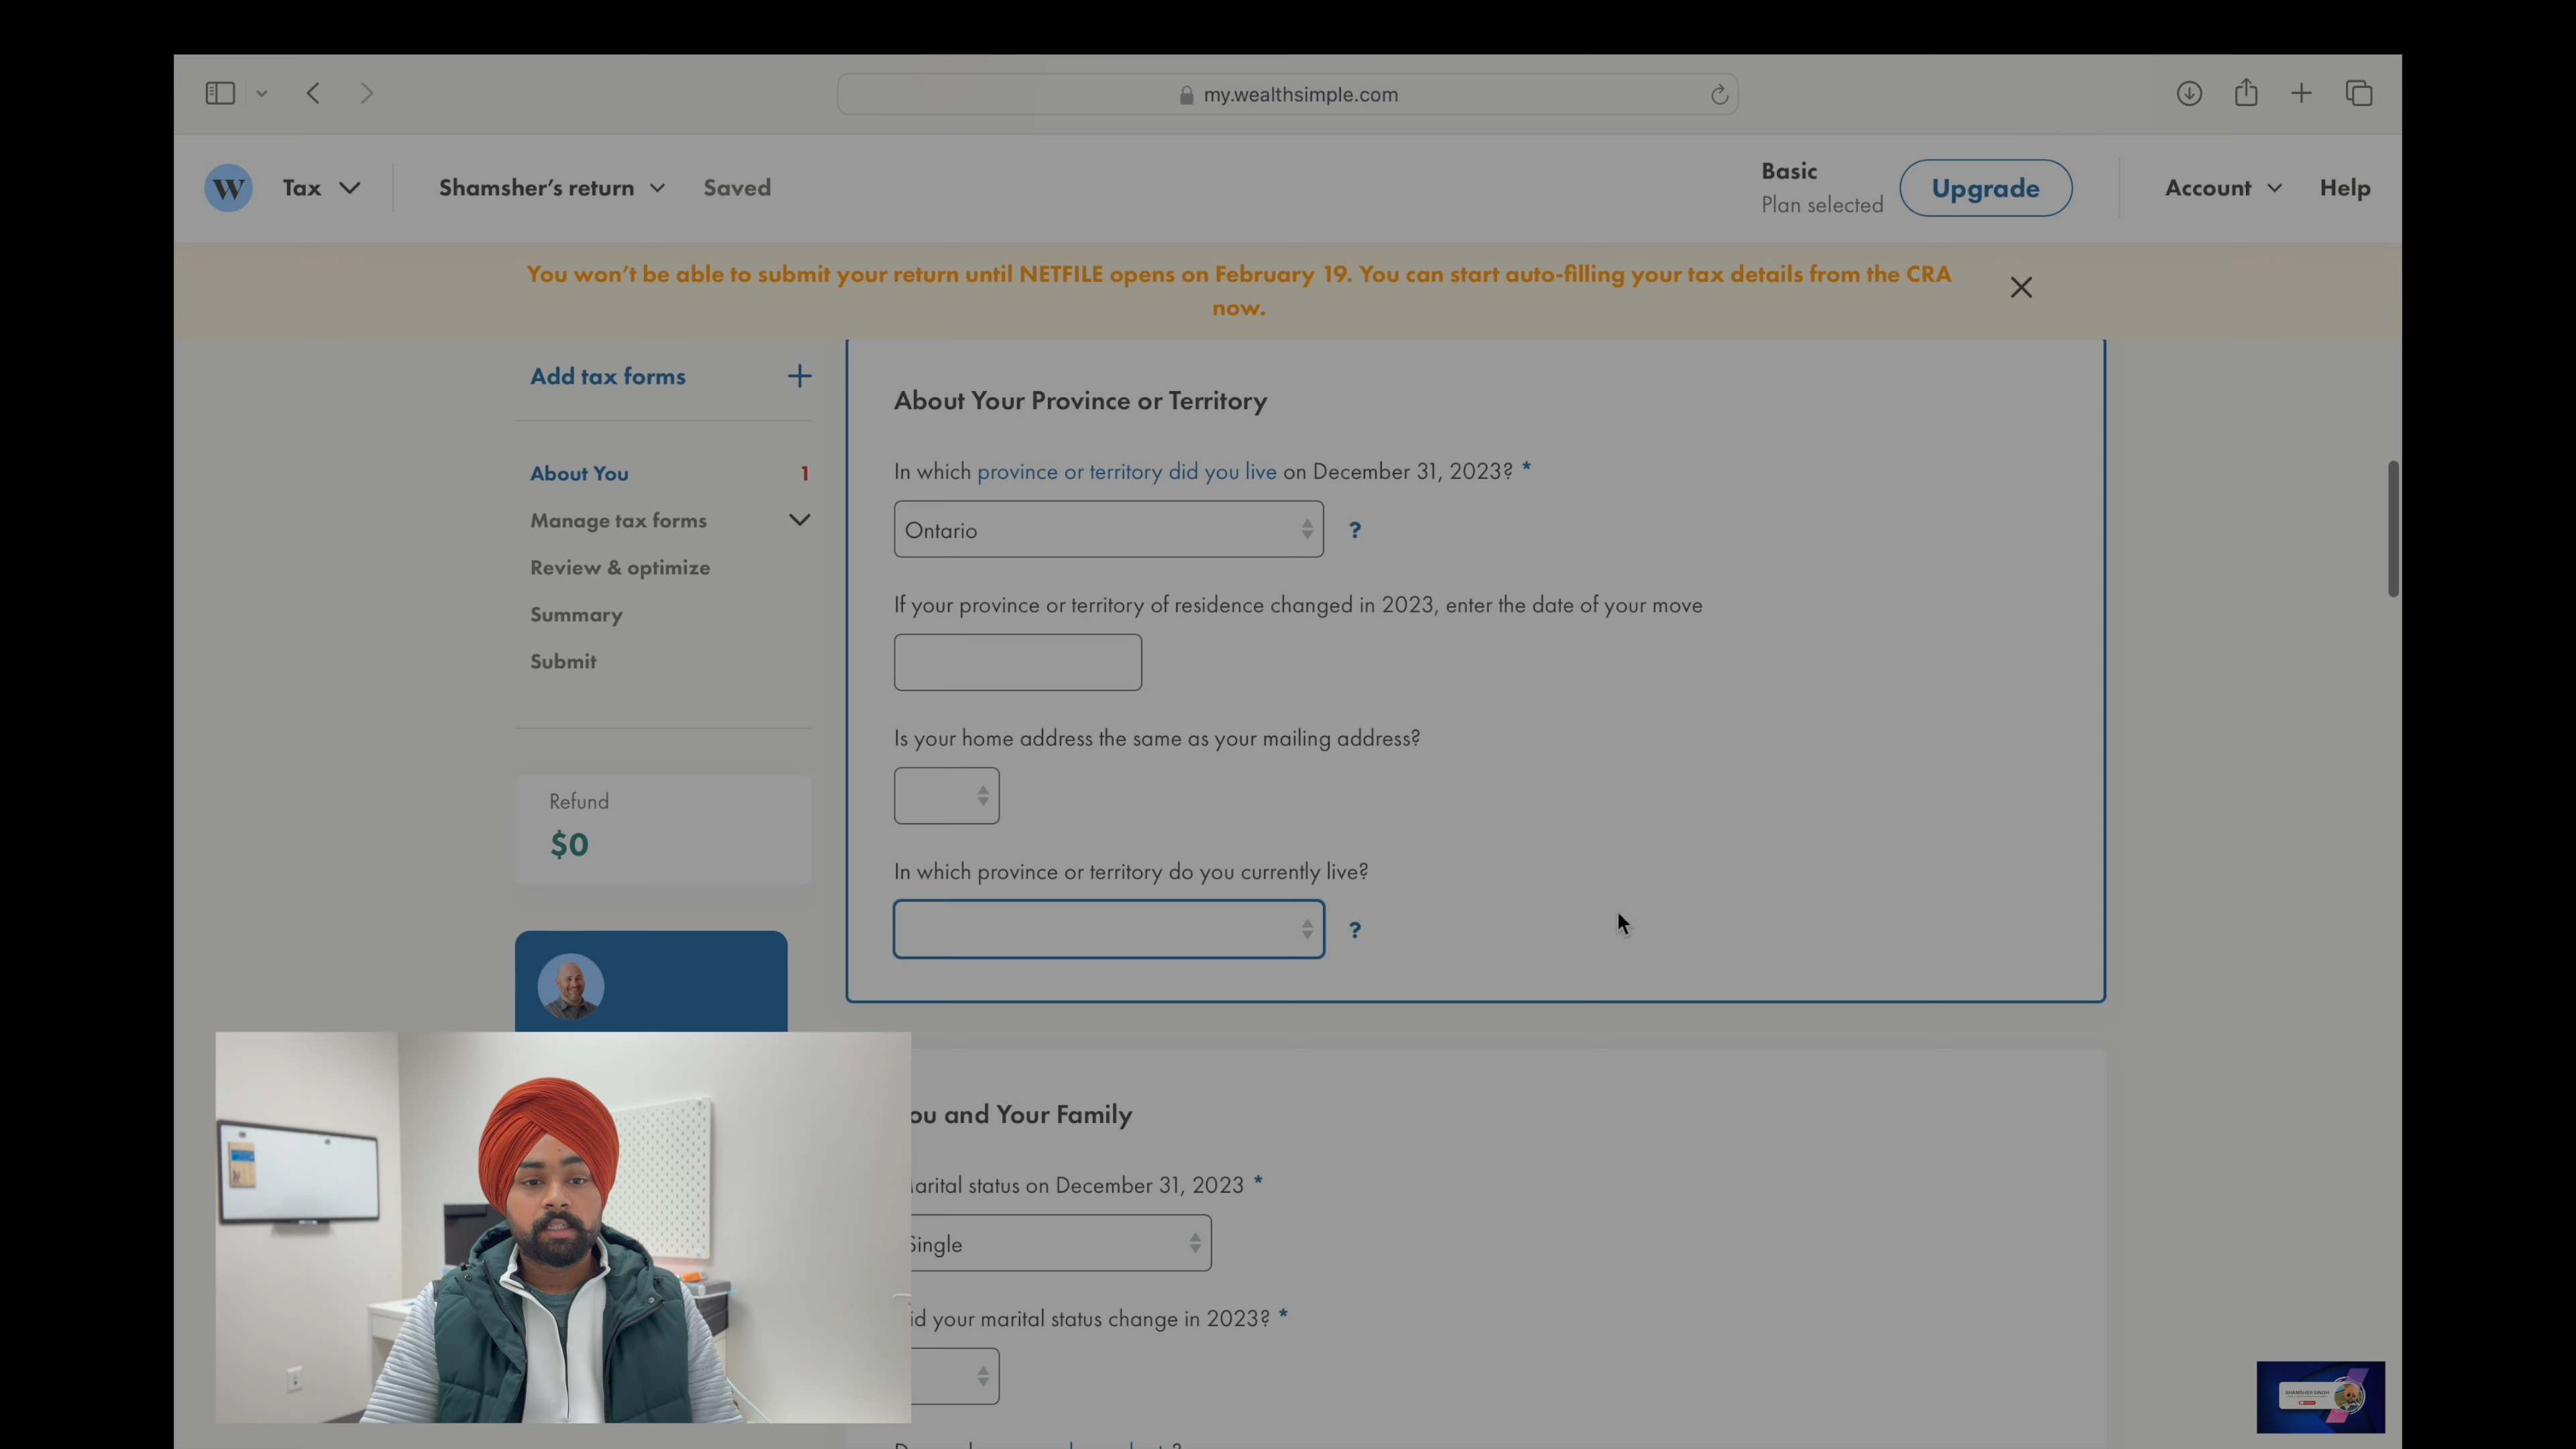 my.wealthsimple.com
W
Tax
Shamsher's return
Saved
Basic
Plan selected
Upgrade
Account
Help
You won't be able to submit your return until NETFILE opens on February 19. You can start auto-filling your tax details from the CRA
now.
Add tax forms
About You 1
Manage tax forms
Review & optimize
Summary
Submit
Refund
$0
About Your Province or Territory
In which province or territory did you live on December 31, 2023? *
Ontario
?
If your province or territory of residence changed in 2023, enter the date of your move
Is your home address the same as your mailing address?
In which province or territory do you currently live?
?
ou and Your Family
arital status on December 31, 2023 *
Single
id your marital status change in 2023? *
SHAMSHER SINGH